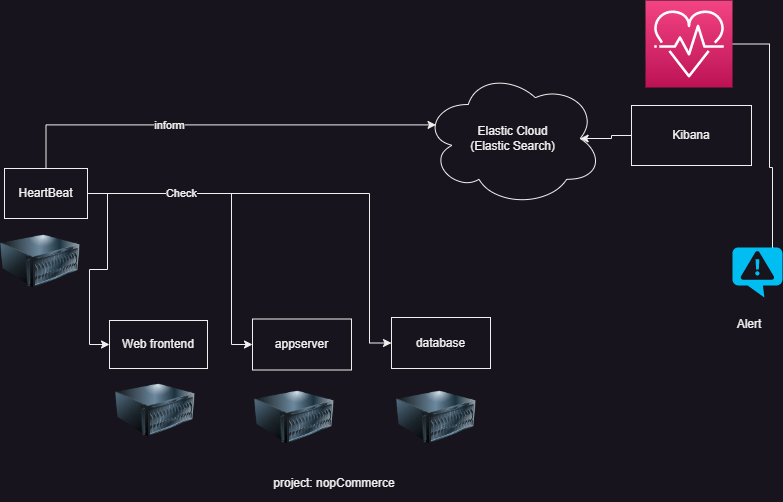 inform
Elastic Cloud
(Elastic Search)
Kibana
HeartBeat
Check
Alert
Web frontend
appserver
database
project: nopCommerce